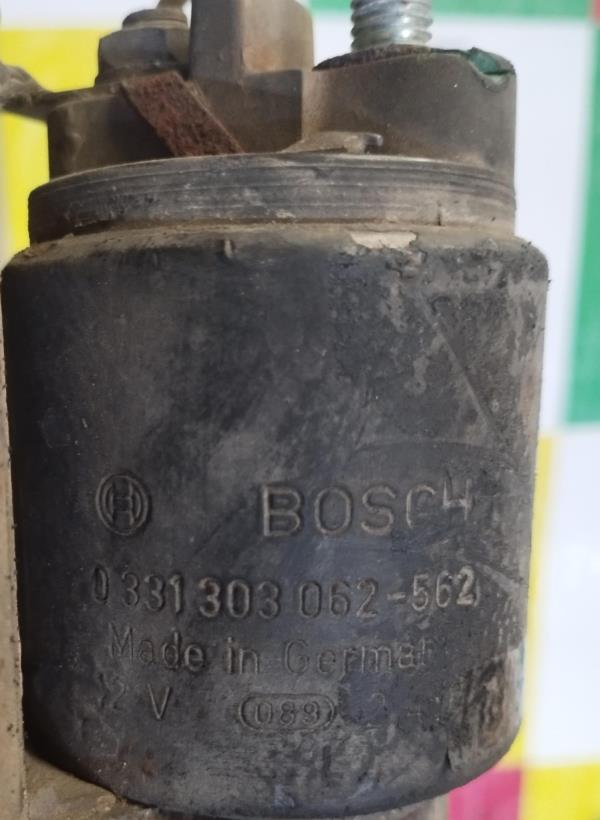 BOSCH
0 331 303 062-562
Made in German
2 V 089